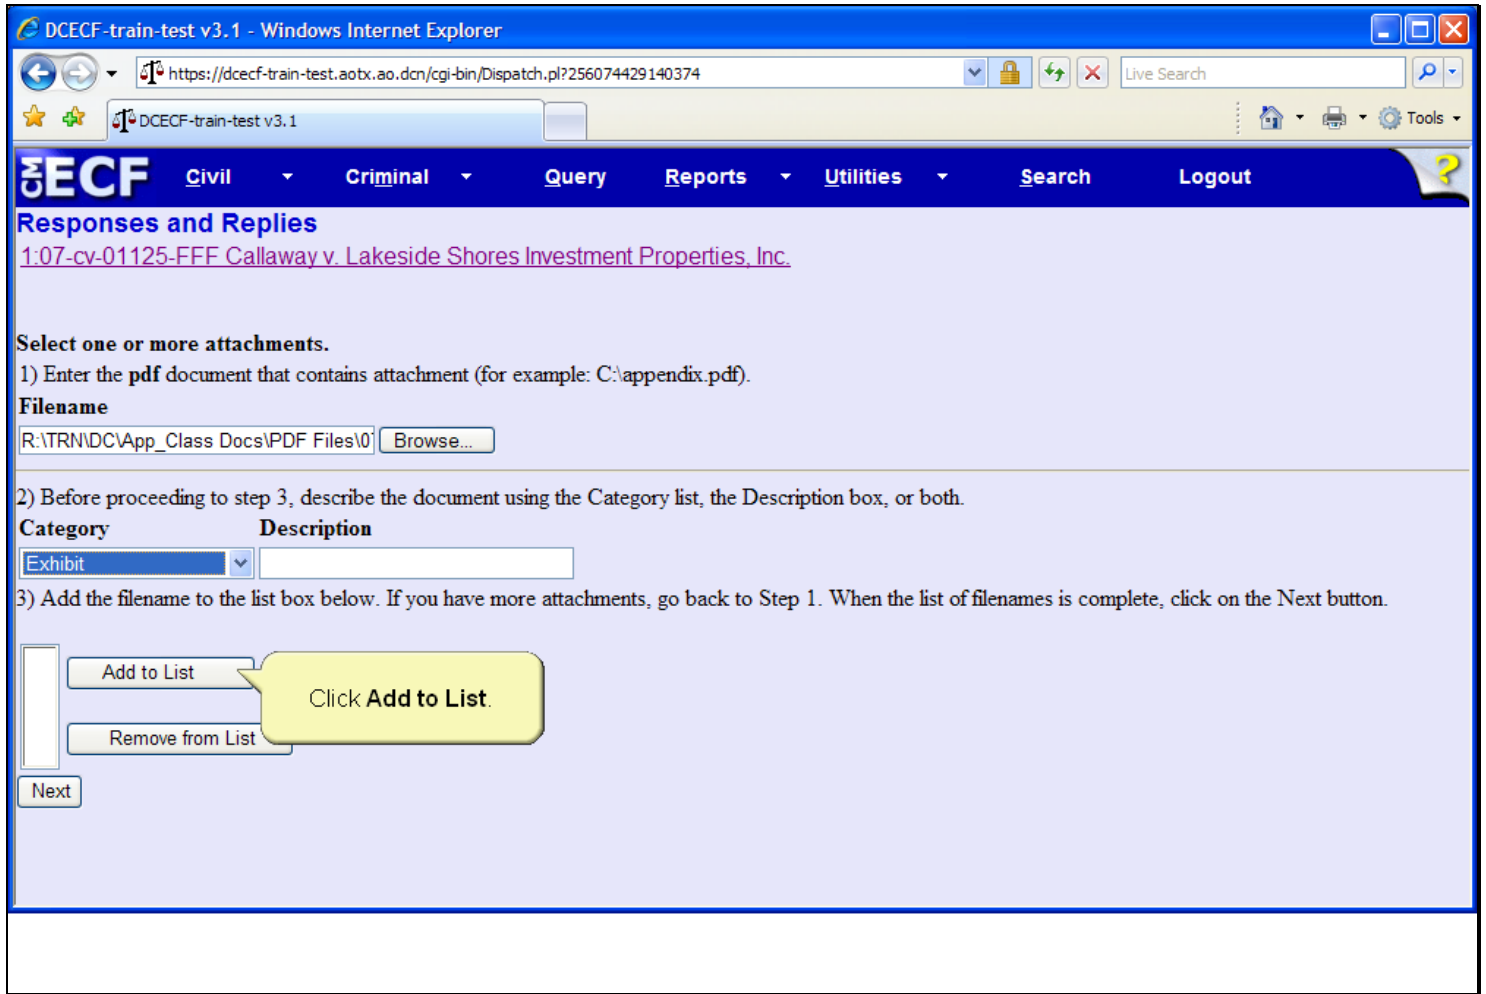 DCECF-train-test v3.1 - Windows Internet Explorer
https://dcecf-train-test.aotx.ao.dcn/cgi-bin/Dispatch.pl?256074429140374
Live Search
DCECF-train-test v3.1
Tools
CM ECF Civil Criminal Query Reports Utilities Search Logout ?
Responses and Replies
1:07-cv-01125-FFF Callaway v. Lakeside Shores Investment Properties, Inc.
Select one or more attachments.
1) Enter the pdf document that contains attachment (for example: C:\appendix.pdf).
Filename
R:\TRN\DC\App_Class Docs\PDF Files\0 Browse...
2) Before proceeding to step 3, describe the document using the Category list, the Description box, or both.
Category Description
Exhibit
3) Add the filename to the list box below. If you have more attachments, go back to Step 1. When the list of filenames is complete, click on the Next button.
Add to List
Click Add to List.
Remove from List
Next